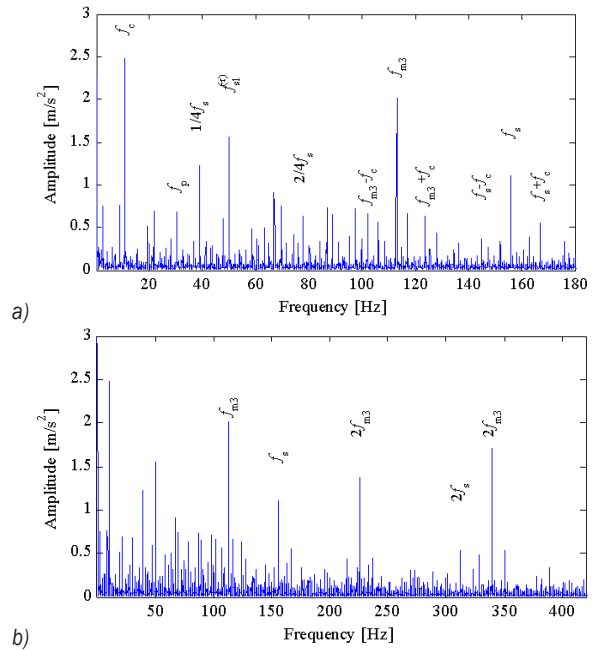 3
2.5
2
1.5
1
0.5
0
Amplitude [m/s²]
f_c
f_p
1/4f_s
f_s1^(r)
2/4f_s
f_m3-f_c
f_m3
f_m3+f_c
f_s-f_c
f_s
f_s+f_c
20 40 60 80 100 120 140 160 180
Frequency [Hz]
a)
3
2.5
2
1.5
1
0.5
0
Amplitude [m/s²]
f_m3
f_s
2f_m3
2f_s
2f_m3
50 100 150 200 250 300 350 400
Frequency [Hz]
b)